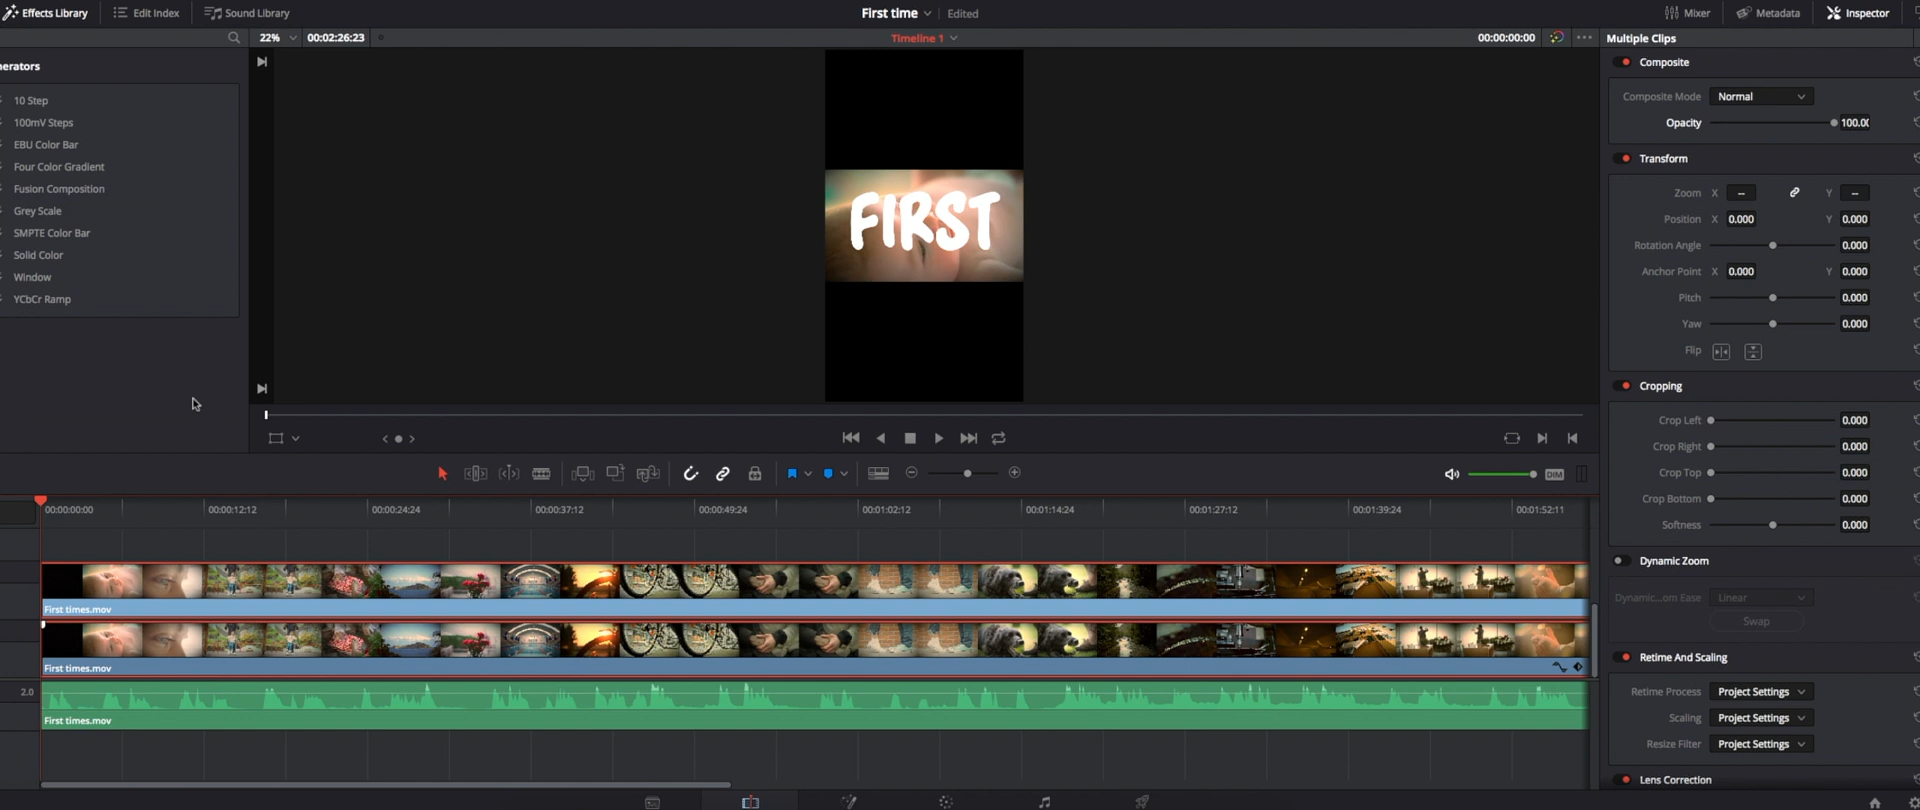 Effects Library Edit Index Sound Library First time Edited Mixer Metadata Inspector
22% 00:02:26:23 Timeline 1 00:00:00:00 Multiple Clips
Composite
Composite Mode Normal
Opacity 100.00
Transform
Zoom X -- Y --
Position X 0.000 Y 0.000
Rotation Angle 0.000
Anchor Point X 0.000 Y 0.000
Pitch 0.000
Yaw 0.000
Flip
Cropping
Crop Left 0.000
Crop Right 0.000
Crop Top 0.000
Crop Bottom 0.000
Softness 0.000
Dynamic Zoom
Dynamic...om Ease Linear
Swap
Retime And Scaling
Retime Process Project Settings
Scaling Project Settings
Resize Filter Project Settings
Lens Correction
nerators
10 Step
100mV Steps
EBU Color Bar
Four Color Gradient
Fusion Composition
Grey Scale
SMPTE Color Bar
Solid Color
Window
YCbCr Ramp
FIRST
DIM
00:00:00:00 00:00:12:12 00:00:24:24 00:00:37:12 00:00:49:24 00:01:02:12 00:01:14:24 00:01:27:12 00:01:39:24 00:01:52:11
First times.mov
First times.mov
2.0
First times.mov